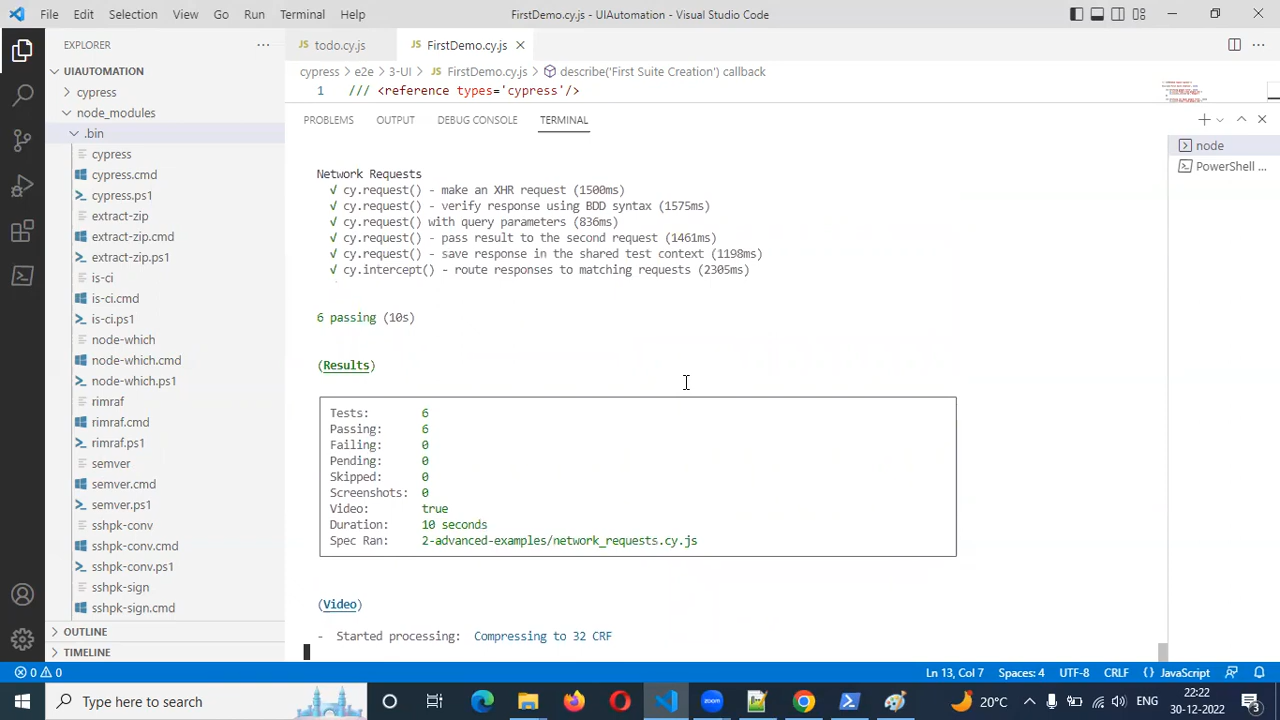 File Edit Selection View Go Run Terminal Help
FirstDemo.cy.js - UIAutomation - Visual Studio Code
EXPLORER
UIAUTOMATION
cypress
node_modules
.bin
cypress
cypress.cmd
cypress.ps1
extract-zip
extract-zip.cmd
extract-zip.ps1
is-ci
is-ci.cmd
is-ci.ps1
node-which
node-which.cmd
node-which.ps1
rimraf
rimraf.cmd
rimraf.ps1
semver
semver.cmd
semver.ps1
sshpk-conv
sshpk-conv.cmd
sshpk-conv.ps1
sshpk-sign
sshpk-sign.cmd
OUTLINE
TIMELINE
JS todo.cy.js JS FirstDemo.cy.js
cypress > e2e > 3-UI > JS FirstDemo.cy.js > describe('First Suite Creation') callback
1 /// <reference types='cypress'/>
PROBLEMS OUTPUT DEBUG CONSOLE TERMINAL
node
PowerShell ...
Network Requests
√ cy.request() - make an XHR request (1500ms)
√ cy.request() - verify response using BDD syntax (1575ms)
√ cy.request() with query parameters (836ms)
√ cy.request() - pass result to the second request (1461ms)
√ cy.request() - save response in the shared test context (1198ms)
√ cy.intercept() - route responses to matching requests (2305ms)
6 passing (10s)
(Results)
Tests: 6
Passing: 6
Failing: 0
Pending: 0
Skipped: 0
Screenshots: 0
Video: true
Duration: 10 seconds
Spec Ran: 2-advanced-examples/network_requests.cy.js
(Video)
- Started processing: Compressing to 32 CRF
0 0
Ln 13, Col 7 Spaces: 4 UTF-8 CRLF {} JavaScript
Type here to search
zoom
20°C
ENG
22:22
30-12-2022
3